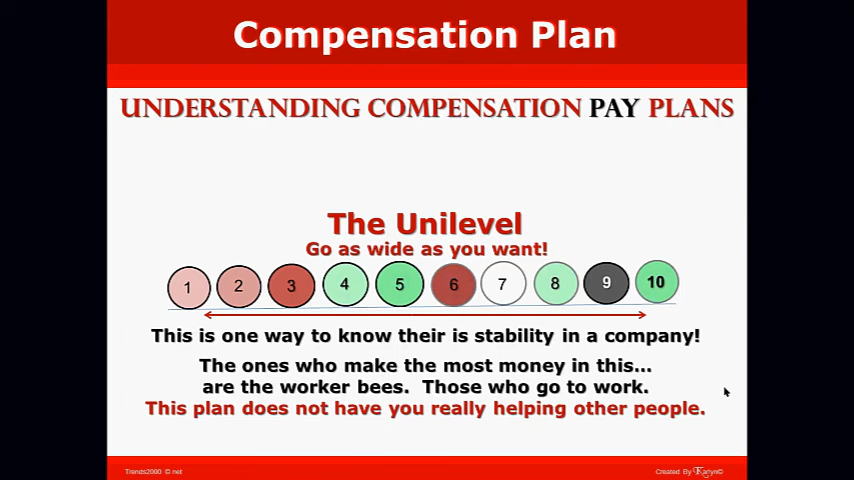 Compensation Plan
UNDERSTANDING COMPENSATION PAY PLANS
The Unilevel
Go as wide as you want!
1 2 3 4 5 6 7 8 9 10
This is one way to know their is stability in a company!
The ones who make the most money in this...
are the worker bees. Those who go to work.
This plan does not have you really helping other people.
Trends2000 © net
Created By Karlyn©